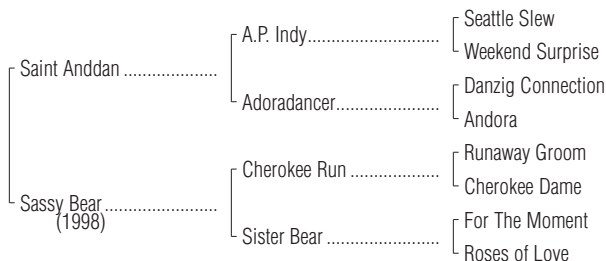 Seattle Slew
A.P. Indy
Weekend Surprise
Saint Anddan
Danzig Connection
Adoradancer
Andora
Runaway Groom
Cherokee Run
Cherokee Dame
Sassy Bear
(1998)
For The Moment
Sister Bear
Roses of Love